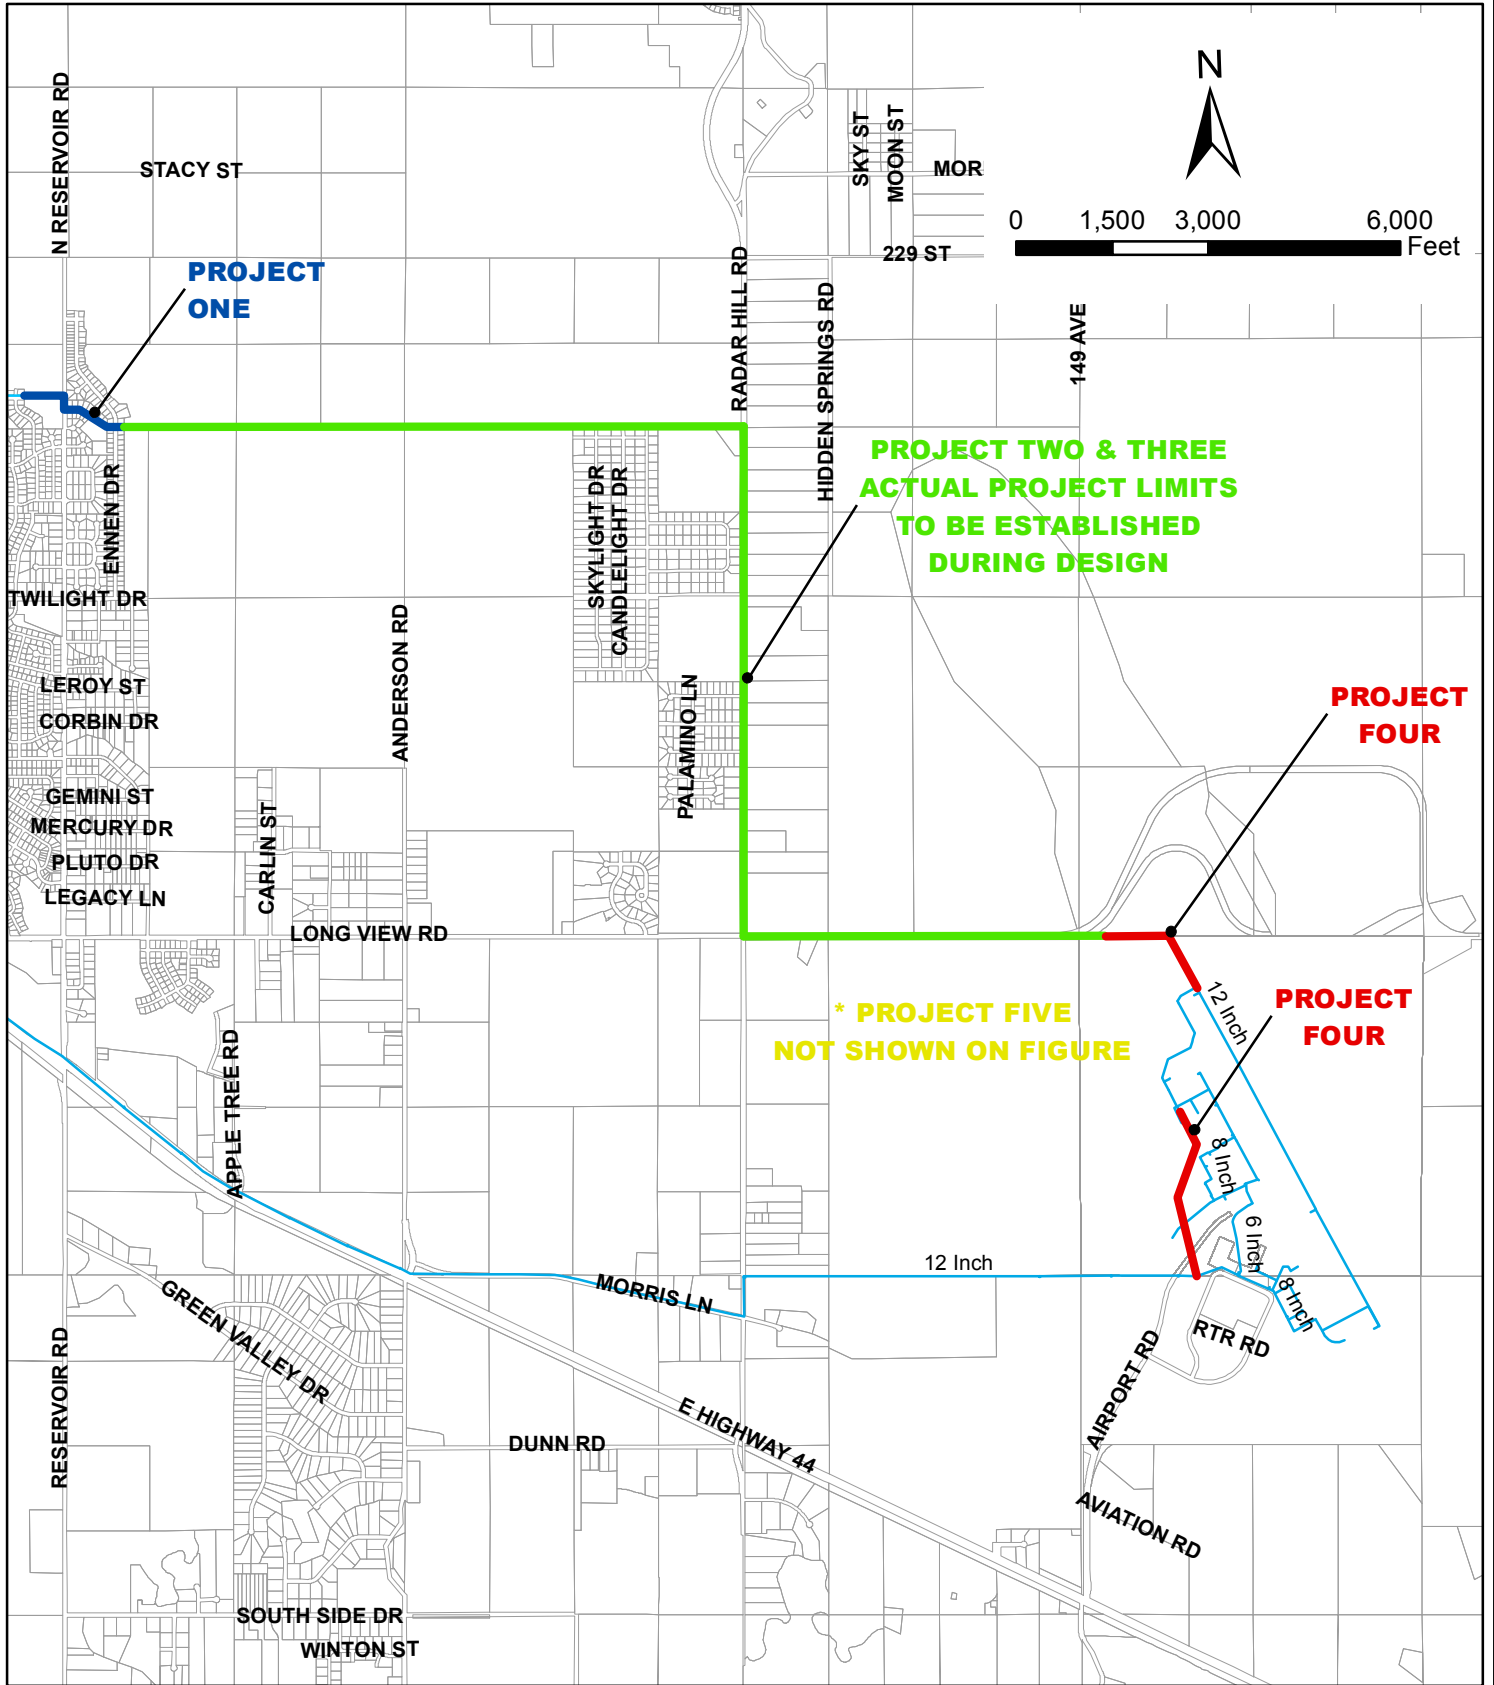 N
0 1,500 3,000 6,000
Feet
N RESERVOIR RD
STACY ST
SKY ST
MOON ST
MOR
229 ST
PROJECT
ONE
RADAR HILL RD
HIDDEN SPRINGS RD
149 AVE
PROJECT TWO & THREE
ACTUAL PROJECT LIMITS
TO BE ESTABLISHED
DURING DESIGN
ENNEN DR
SKYLIGHT DR
CANDLELIGHT DR
TWILIGHT DR
ANDERSON RD
LEROY ST
CORBIN DR
PALAMINO LN
PROJECT
FOUR
GEMINI ST
MERCURY DR
PLUTO DR
LEGACY LN
CARLIN ST
LONG VIEW RD
* PROJECT FIVE
NOT SHOWN ON FIGURE
12 Inch
PROJECT
FOUR
APPLE TREE RD
8 Inch
6 Inch
12 Inch
8 Inch
MORRIS LN
GREEN VALLEY DR
RTR RD
AIRPORT RD
RESERVOIR RD
E HIGHWAY 44
DUNN RD
AVIATION RD
SOUTH SIDE DR
WINTON ST